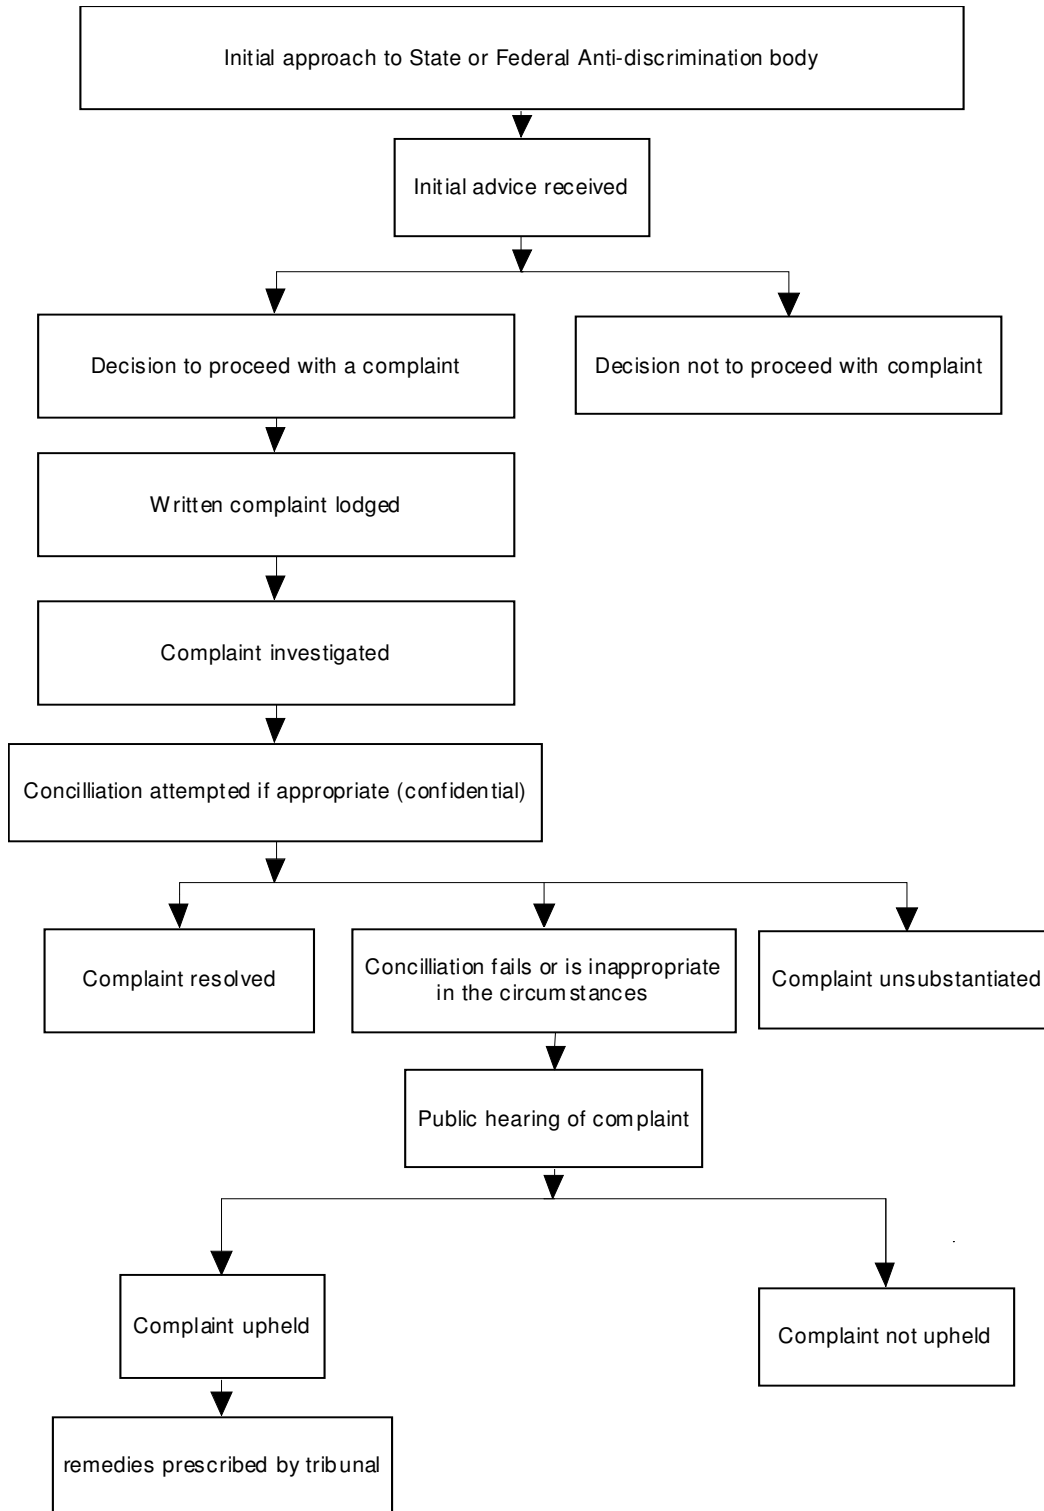 Initial approach to State or Federal Anti-discrimination body
Initial advice received
Decision to proceed with a complaint
Decision not to proceed with complaint
Written complaint lodged
Complaint investigated
Concilliation attempted if appropriate (confidential)
Complaint resolved
Concilliation fails or is inappropriate
in the circumstances
Complaint unsubstantiated
Public hearing of complaint
Complaint upheld
Complaint not upheld
remedies prescribed by tribunal